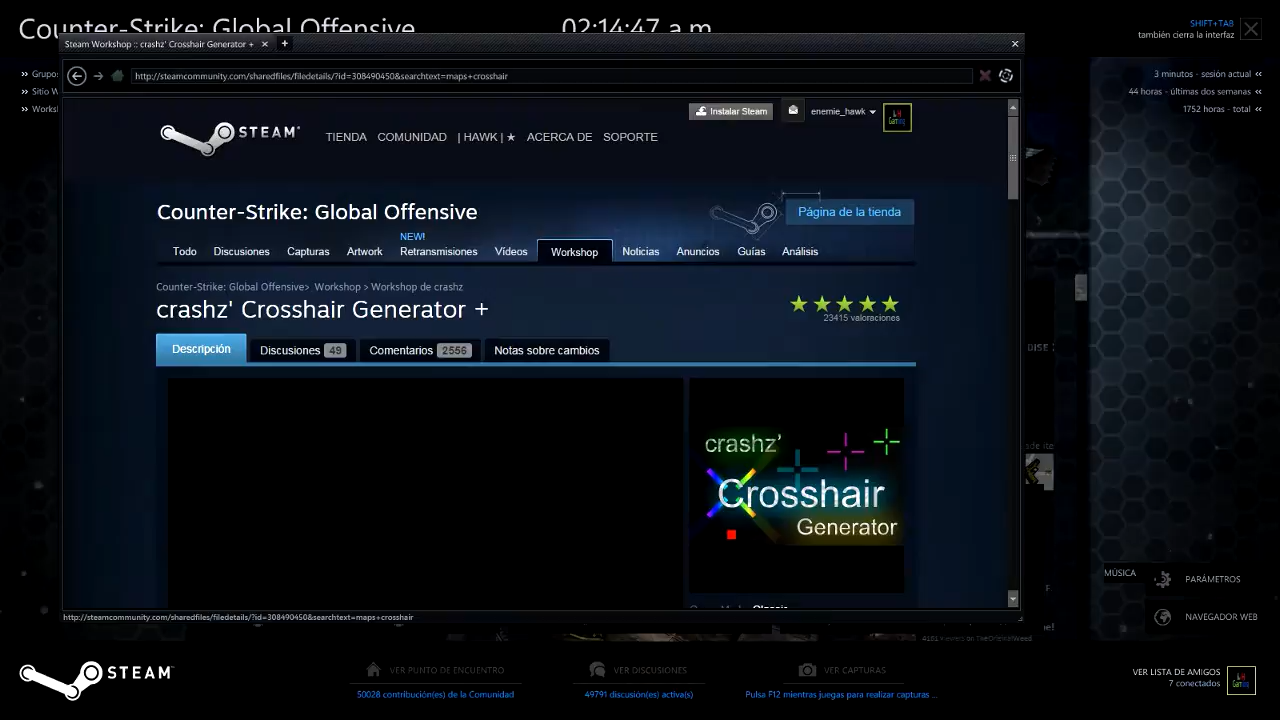 Counter-Strike: Global Offensive
02:14:47 a.m.
SHIFT+TAB
también cierra la interfaz
Steam Workshop :: crashz' Crosshair Generator +
http://steamcommunity.com/sharedfiles/filedetails/?id=308490450&searchtext=maps+crosshair
» Grupos
» Sitio W
» Works
3 minutos - sesión actual «
44 horas - últimas dos semanas «
1752 horas - total «
Instalar Steam
enemie_hawk
STEAM
TIENDA COMUNIDAD | HAWK | ★ ACERCA DE SOPORTE
Counter-Strike: Global Offensive
Página de la tienda
NEW!
Todo Discusiones Capturas Artwork Retransmisiones Vídeos Workshop Noticias Anuncios Guías Análisis
Counter-Strike: Global Offensive> Workshop > Workshop de crashz
crashz' Crosshair Generator +
23415 valoraciones
Descripción Discusiones 49 Comentarios 2556 Notas sobre cambios
crashz'
Crosshair
Generator
Classic
http://steamcommunity.com/sharedfiles/filedetails/?id=308490450&searchtext=maps+crosshair
MÚSICA
PARÁMETROS
NAVEGADOR WEB
STEAM
VER PUNTO DE ENCUENTRO
50028 contribución(es) de la Comunidad
VER DISCUSIONES
49791 discusión(es) activa(s)
VER CAPTURAS
Pulsa F12 mientras juegas para realizar capturas ...
VER LISTA DE AMIGOS
7 conectados